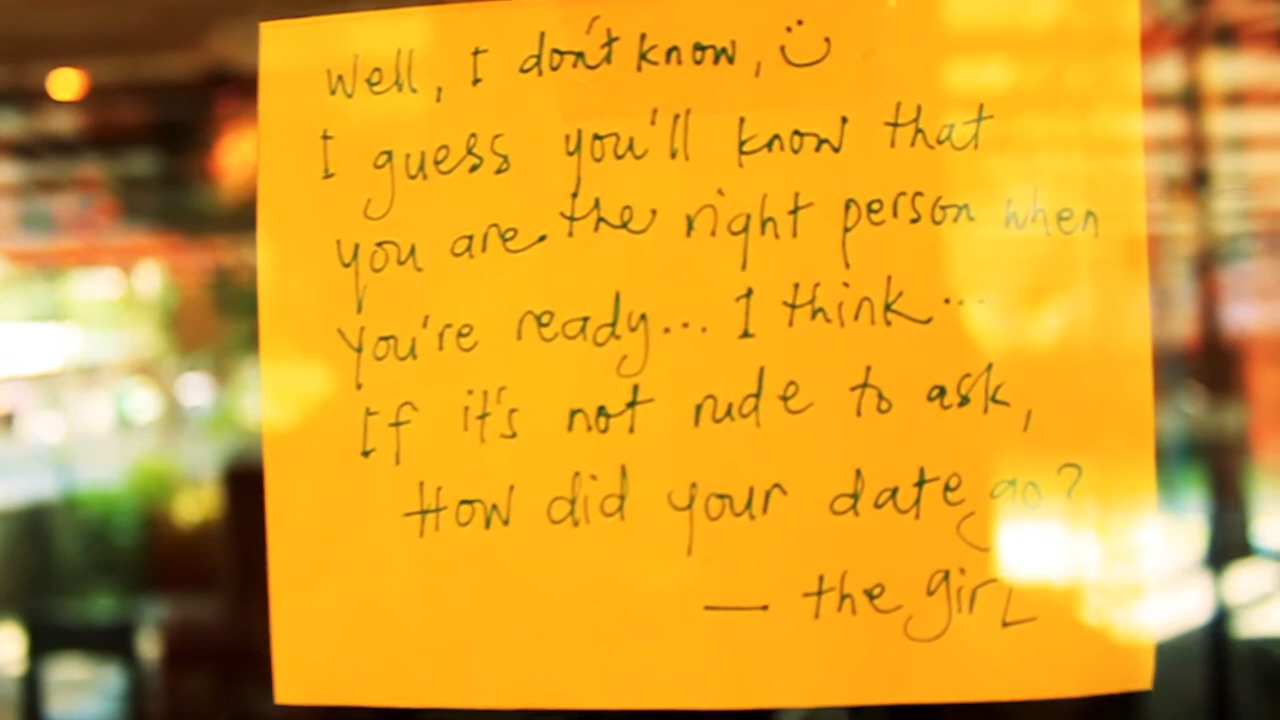 Well, I don't know, ü
I guess you'll know that
you are the right person when
you're ready... I think...
If it's not rude to ask,
How did your date go?
— the girl